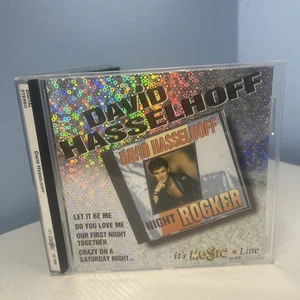 DAViD
HASSELHOFF
DAVID HASSELHOFF
NIGHT ROCKER
LET IT BE ME
DO YOU LOVE ME
OUR FIRST NIGHT
TOGETHER
CRAZY ON A
SATURDAY NIGHT...
it's MUSIC Line
DAVID HASSELHOFF